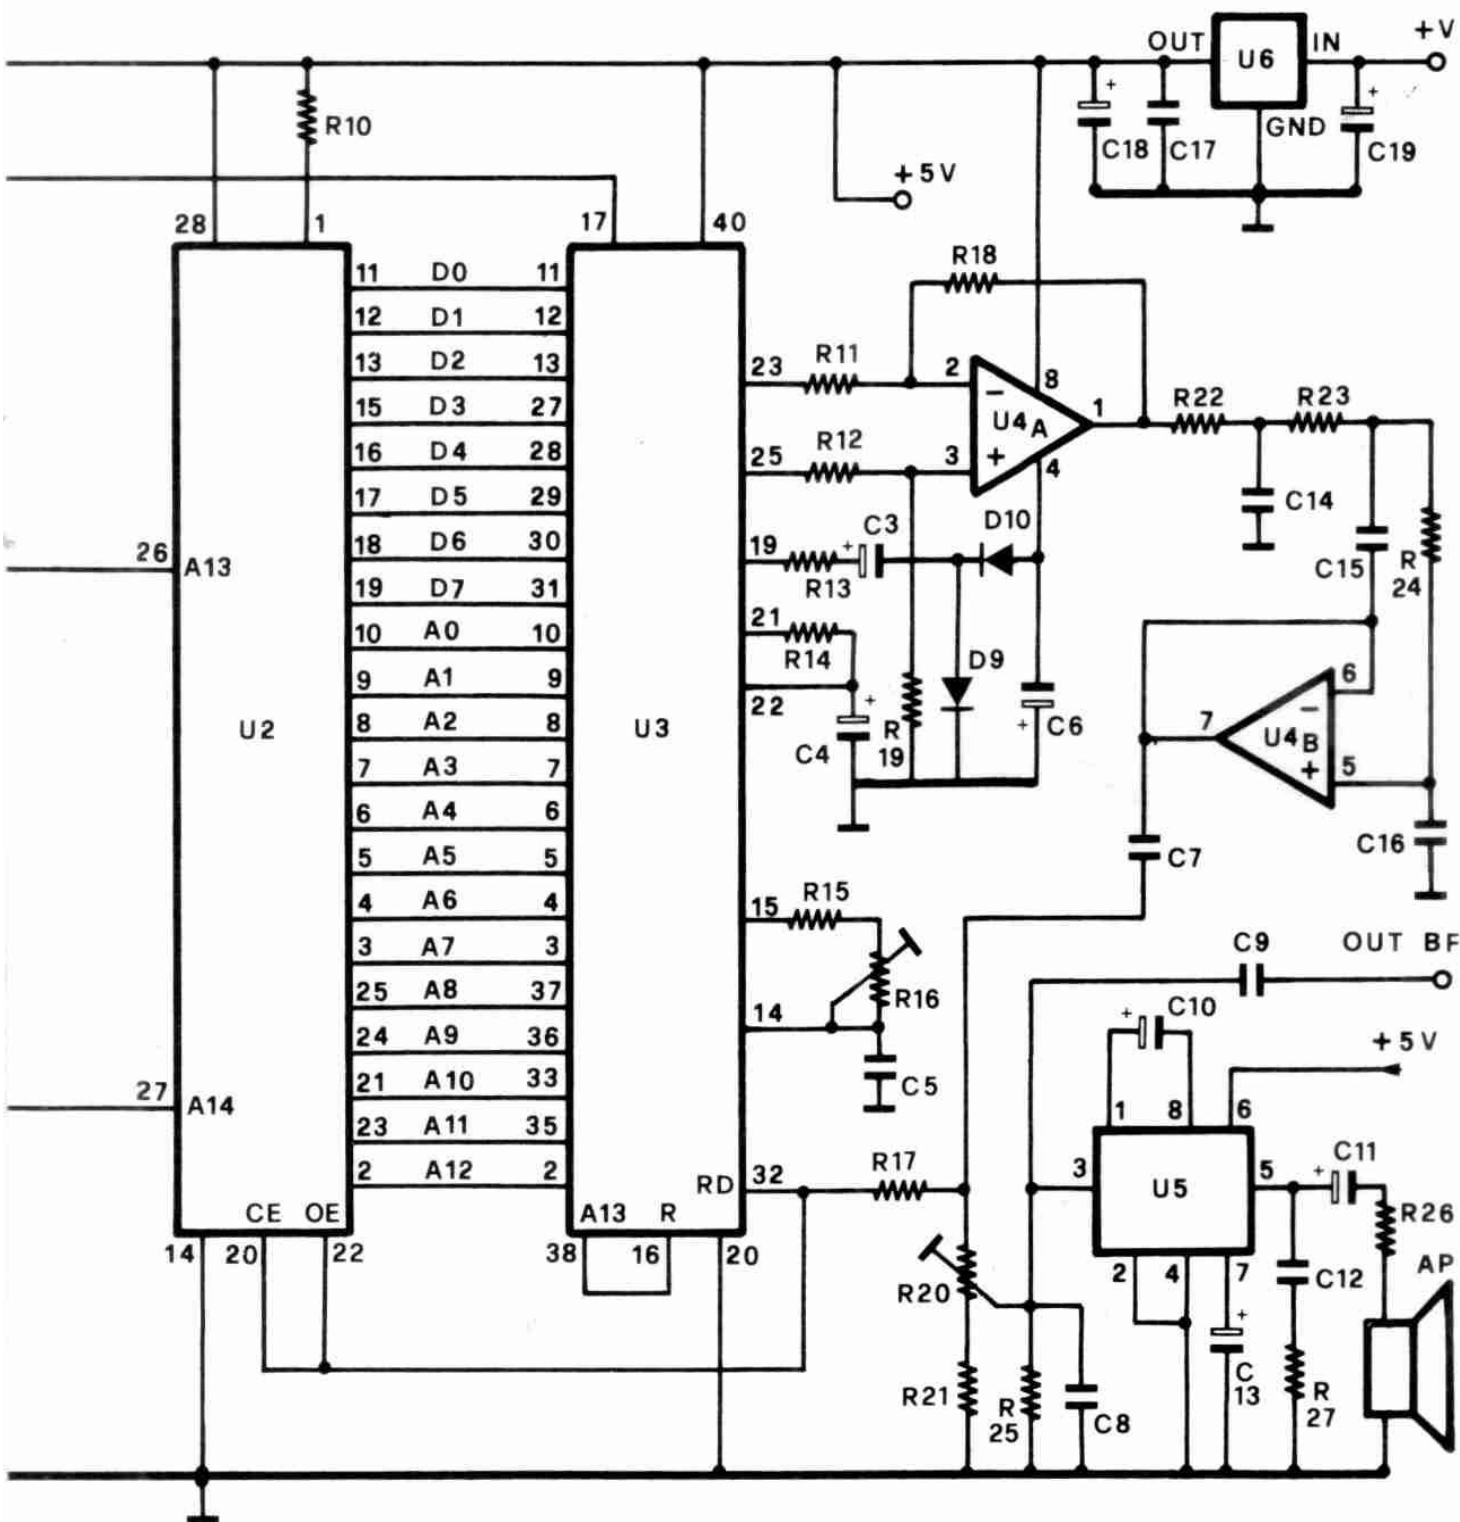 OUT
U6
IN
+V
GND
+
C18
C17
+
C19
R10
+5V
28
1
17
40
11 D0 11
12 D1 12
13 D2 13
15 D3 27
16 D4 28
17 D5 29
18 D6 30
19 D7 31
10 A0 10
9 A1 9
8 A2 8
7 A3 7
6 A4 6
5 A5 5
4 A6 4
3 A7 3
25 A8 37
24 A9 36
21 A10 33
23 A11 35
2 A12 2
26 A13
27 A14
U2
CE OE
14
20
22
U3
A13 R
RD
38
16
20
23
R11
25
R12
R18
2
-
8
U4A
1
3
+
4
19
R13
+
C3
D10
21
R14
22
+
C4
R
19
D9
+
C6
R22
R23
C14
C15
R
24
6
-
7
U4B
+
5
C16
C7
15
R15
R16
14
C5
32
R17
R20
R21
R
25
C8
C9
OUT BF
+
C10
+5V
1
8
6
3
U5
5
2
4
7
+
C
13
+
C11
R26
C12
R
27
AP